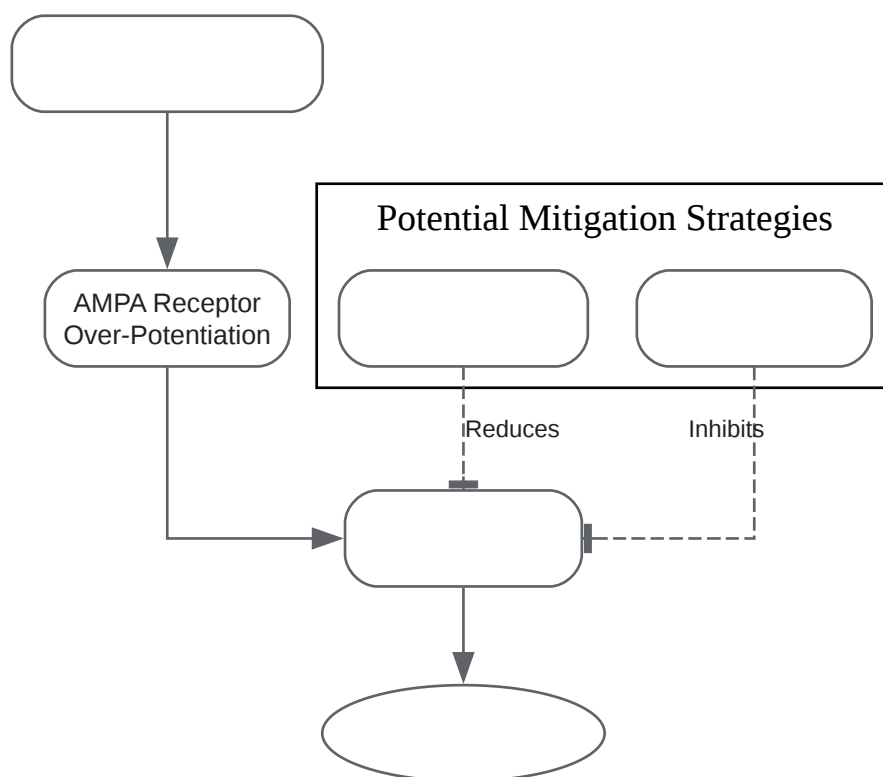 Potential Mitigation Strategies
AMPA Receptor
Over-Potentiation
Reduces
Inhibits